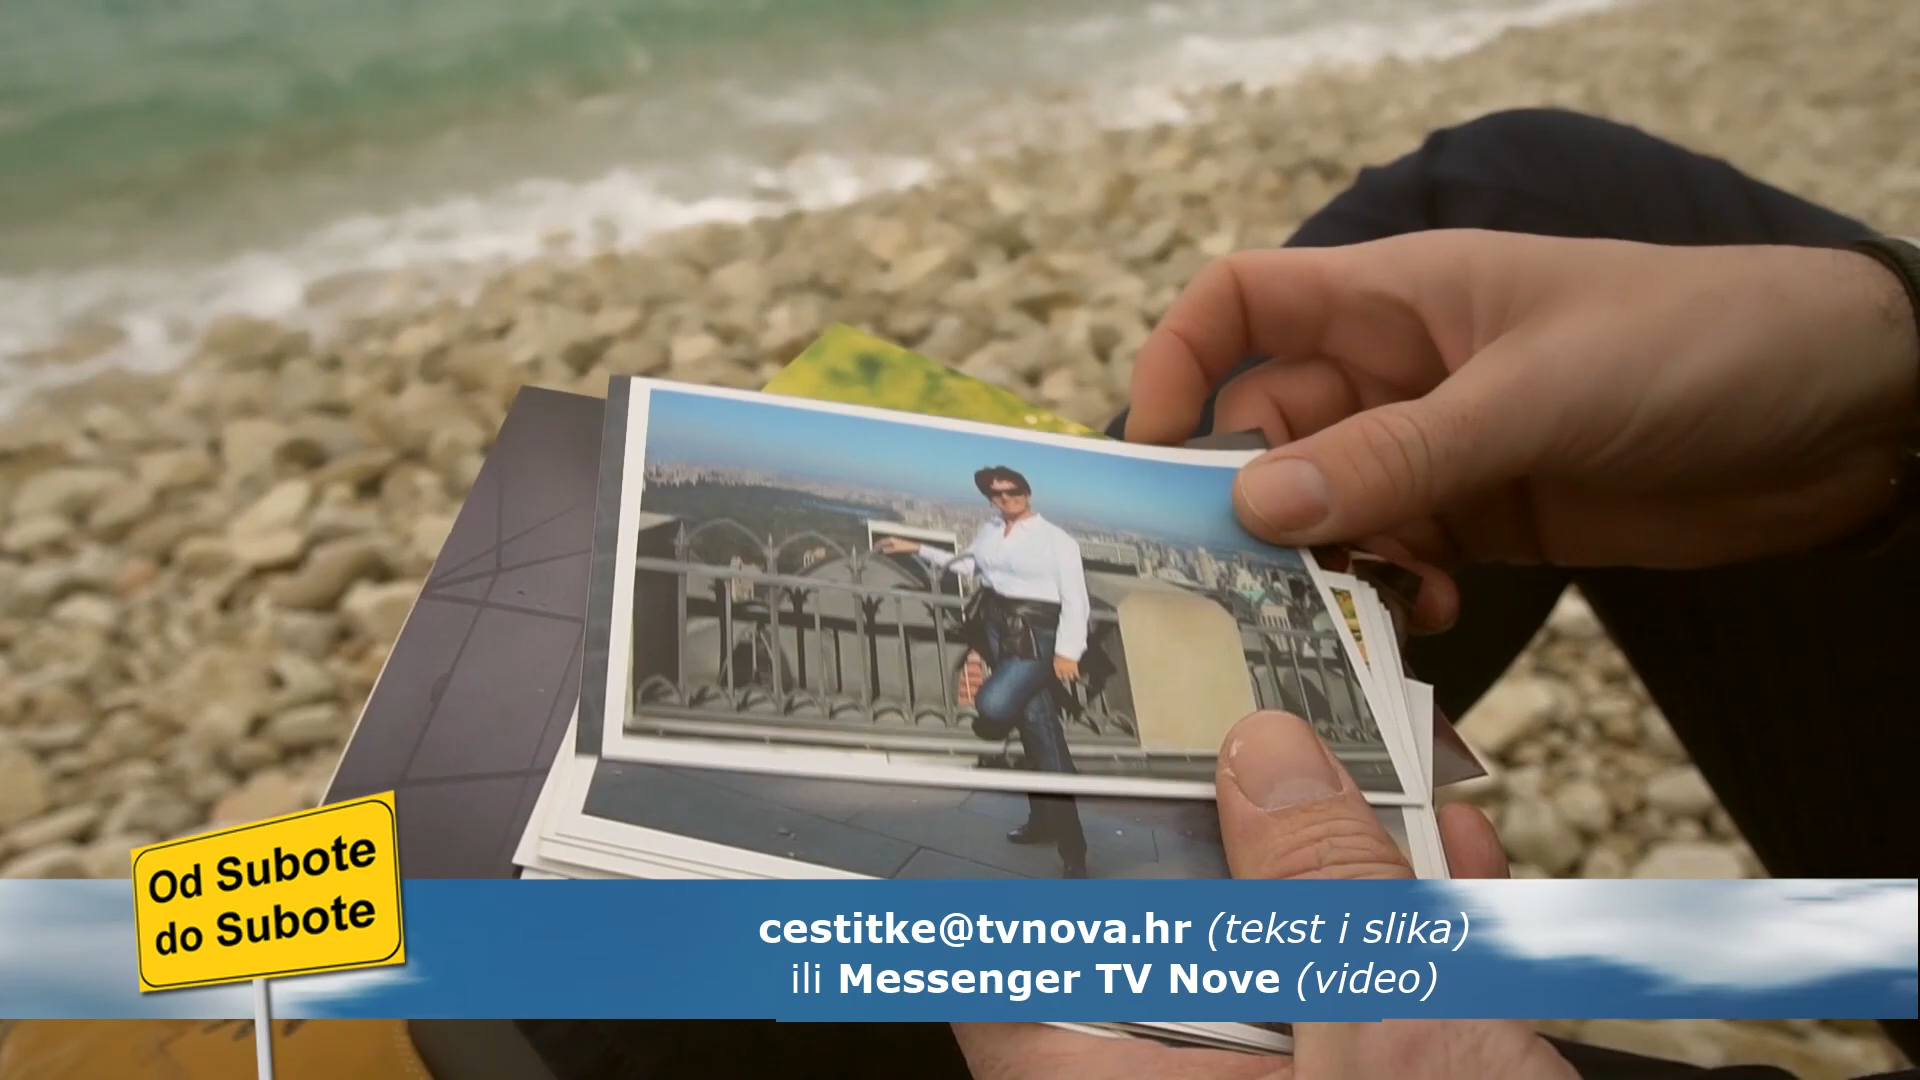 Od Subote
do Subote
cestitke@tvnova.hr (tekst i slika)
ili Messenger TV Nove (video)